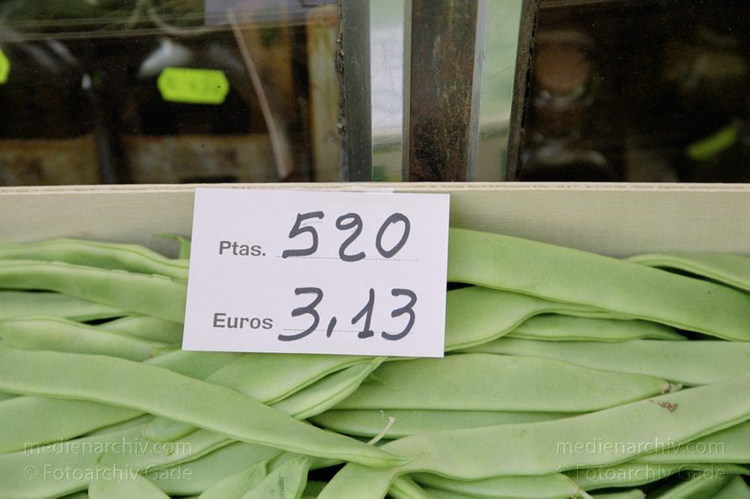 Ptas. 520
Euros 3,13
medienarchiv.com medienarchiv.com
© Fotoarchiv Gade © Fotoarchiv Gade